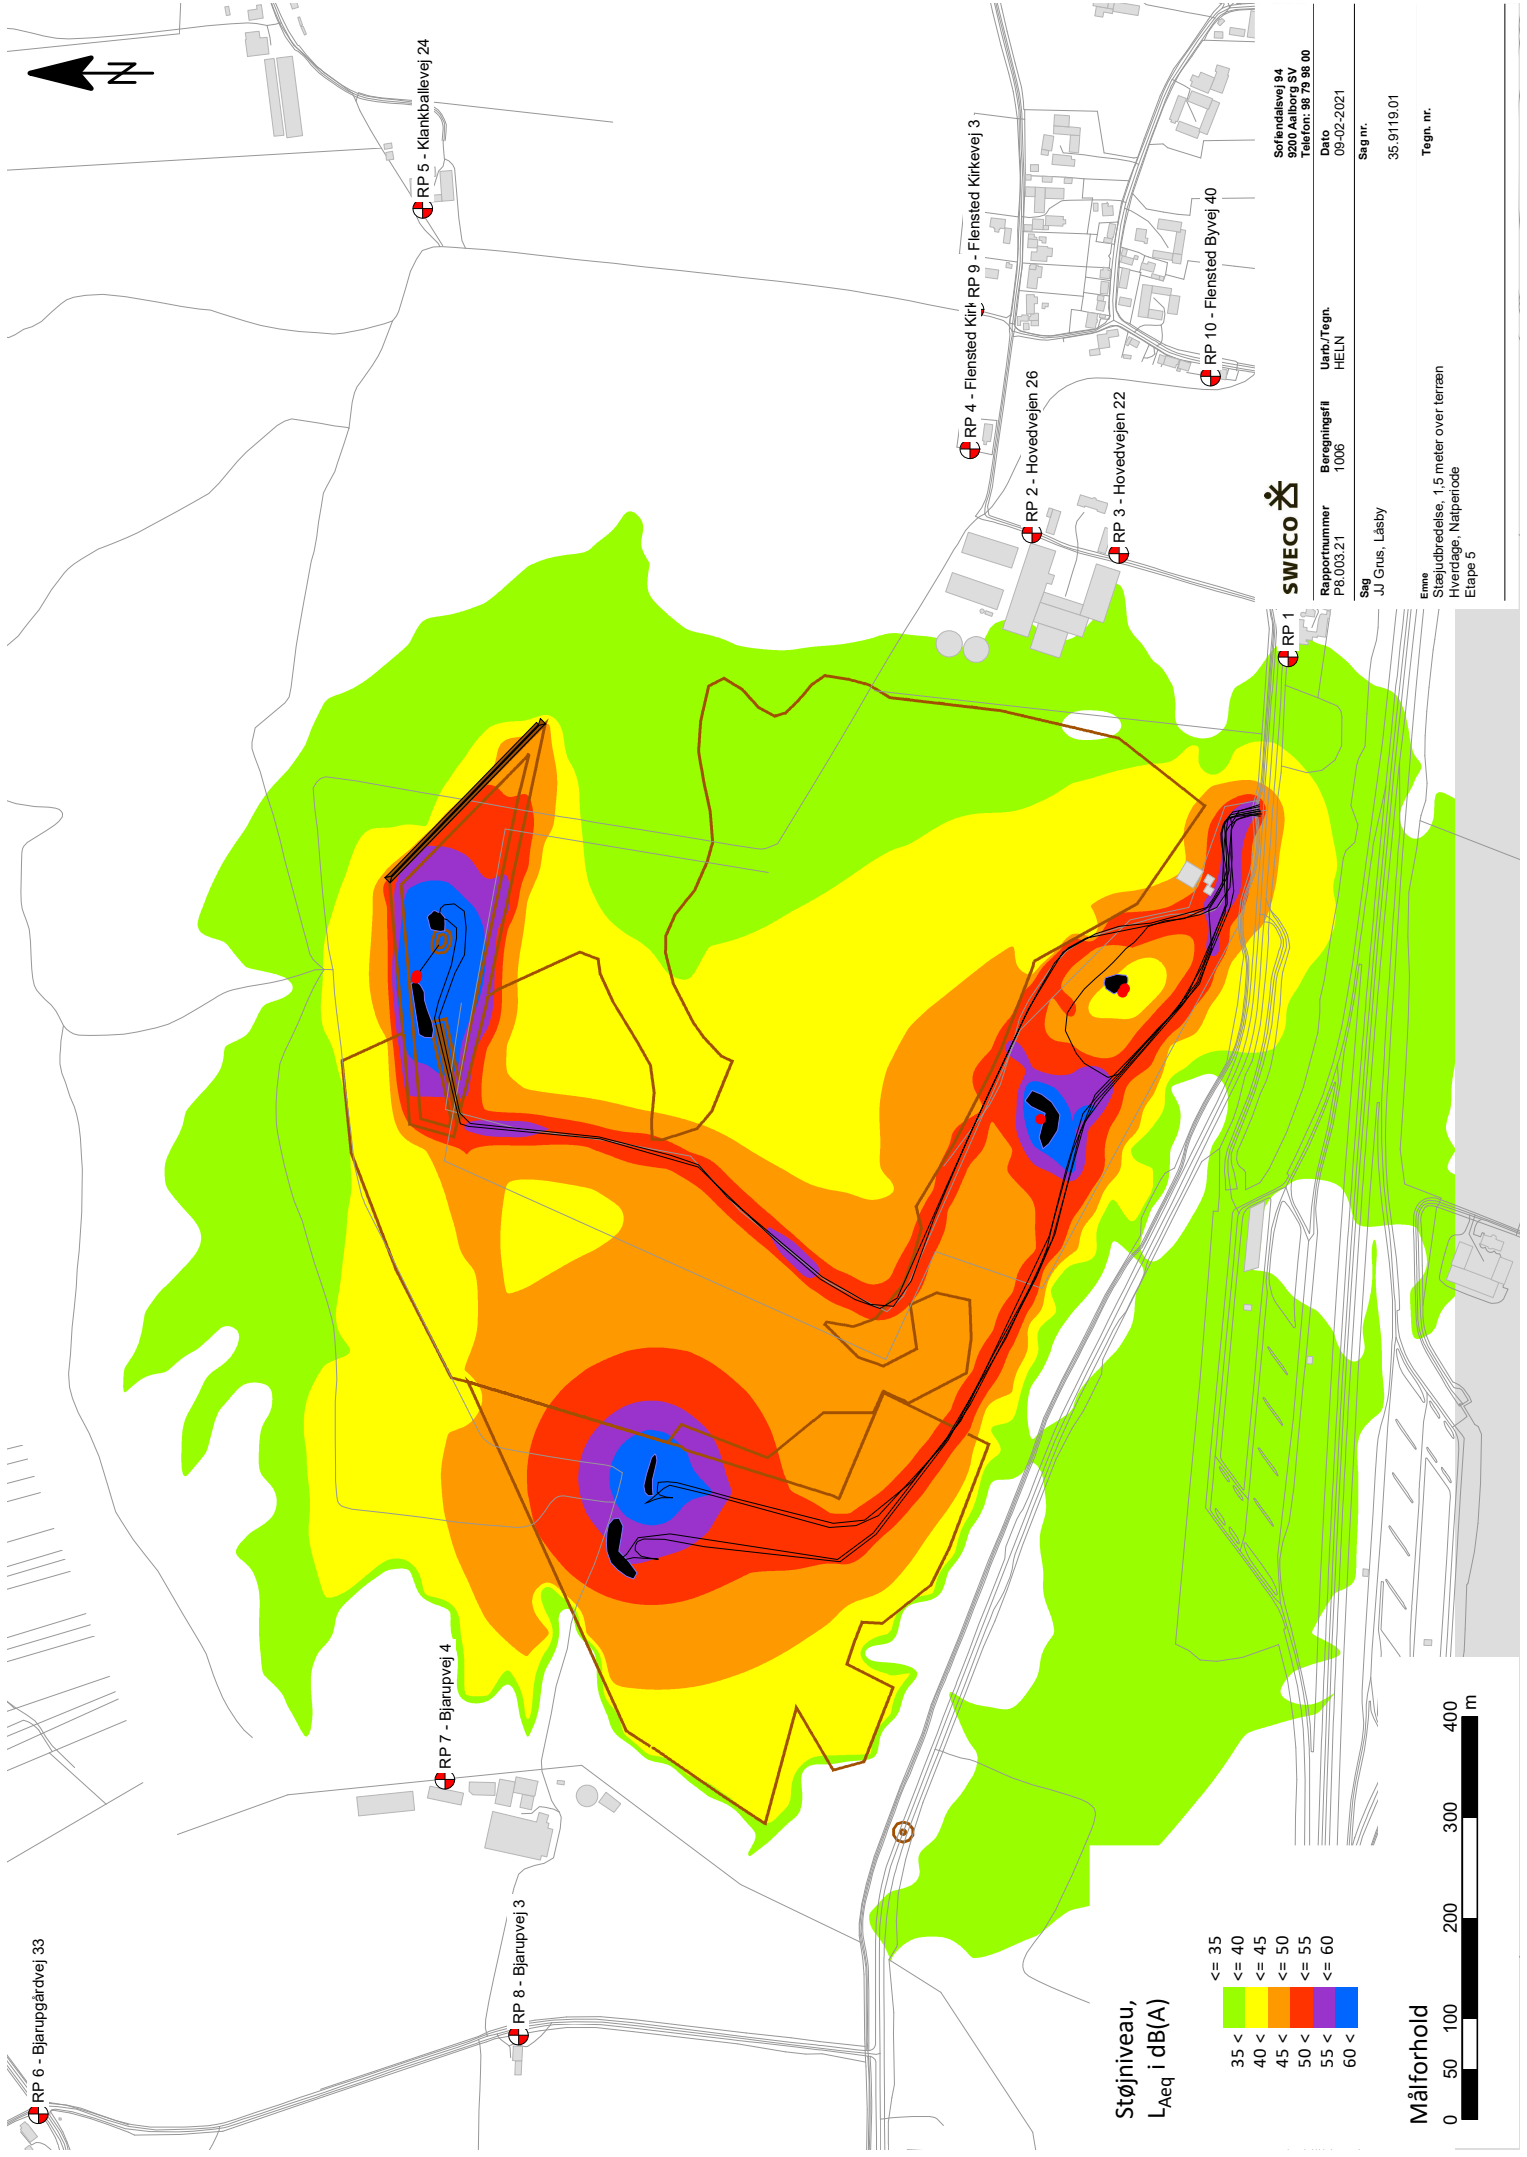 N
RP 6 - Bjarupgårdvej 33
RP 8 - Bjarupvej 3
RP 7 - Bjarupvej 4
RP 5 - Klankballevej 24
RP 4 - Flensted Kirk
RP 9 - Flensted Kirkevej 3
RP 2 - Hovedvejen 26
RP 3 - Hovedvejen 22
RP 10 - Flensted Byvej 40
RP 1
Støjniveau,
LAeq i dB(A)
<= 35
35 < <= 40
40 < <= 45
45 < <= 50
50 < <= 55
55 < <= 60
60 <
Målforhold
0 50 100 200 300 400
m
SWECO
Sofiendalsvej 94
9200 Aalborg SV
Telefon: 98 79 98 00
Rapportnummer Beregningsfil Uarb./Tegn. Dato
P8.003.21 1006 HELN 09-02-2021
Sag Sag nr.
JJ Grus, Låsby 35.9119.01
Emne Tegn. nr.
Støjudbredelse, 1,5 meter over terræn
Hverdage, Natperiode
Etape 5